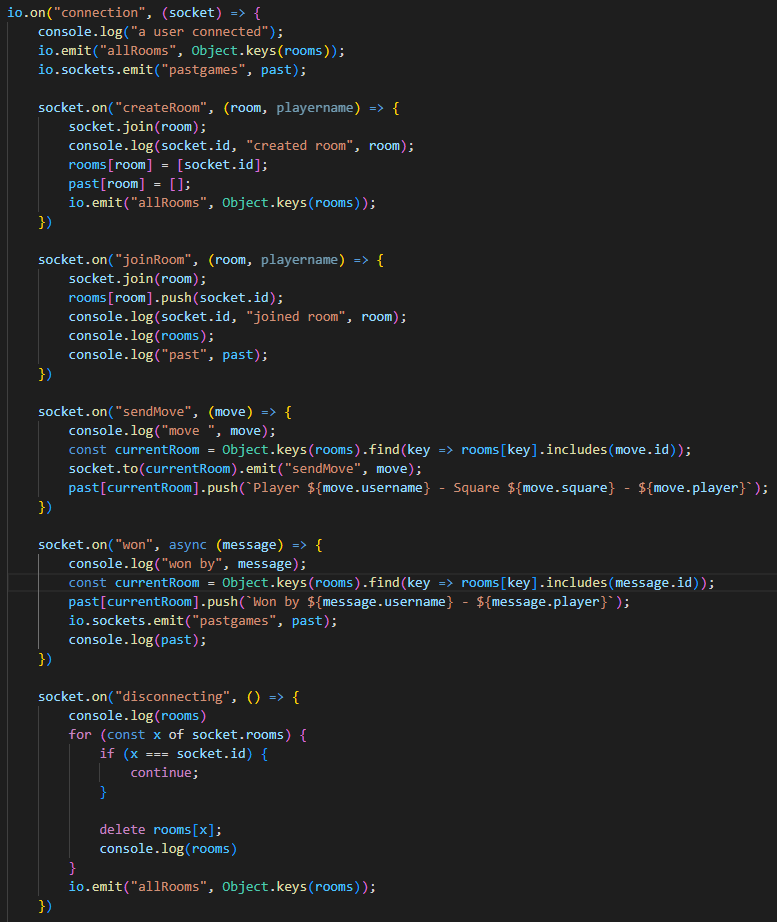 io.on("connection", (socket) => {
    console.log("a user connected");
    io.emit("allRooms", Object.keys(rooms));
    io.sockets.emit("pastgames", past);

    socket.on("createRoom", (room, playername) => {
        socket.join(room);
        console.log(socket.id, "created room", room);
        rooms[room] = [socket.id];
        past[room] = [];
        io.emit("allRooms", Object.keys(rooms));
    })

    socket.on("joinRoom", (room, playername) => {
        socket.join(room);
        rooms[room].push(socket.id);
        console.log(socket.id, "joined room", room);
        console.log(rooms);
        console.log("past", past);
    })

    socket.on("sendMove", (move) => {
        console.log("move ", move);
        const currentRoom = Object.keys(rooms).find(key => rooms[key].includes(move.id));
        socket.to(currentRoom).emit("sendMove", move);
        past[currentRoom].push(`Player ${move.username} - Square ${move.square} - ${move.player}`);
    })

    socket.on("won", async (message) => {
        console.log("won by", message);
        const currentRoom = Object.keys(rooms).find(key => rooms[key].includes(message.id));
        past[currentRoom].push(`Won by ${message.username} - ${message.player}`);
        io.sockets.emit("pastgames", past);
        console.log(past);
    })

    socket.on("disconnecting", () => {
        console.log(rooms)
        for (const x of socket.rooms) {
            if (x === socket.id) {
                continue;
            }

            delete rooms[x];
            console.log(rooms)
        }
        io.emit("allRooms", Object.keys(rooms));
    })